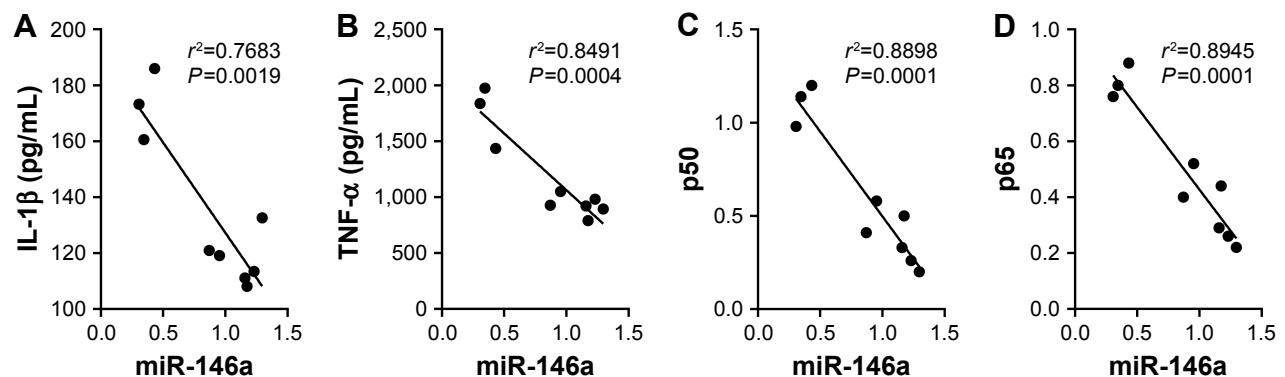 A
IL-1β (pg/mL)
200
180
160
140
120
100
0.0 0.5 1.0 1.5
miR-146a
r²=0.7683
P=0.0019
B
TNF-α (pg/mL)
2,500
2,000
1,500
1,000
500
0
0.0 0.5 1.0 1.5
miR-146a
r²=0.8491
P=0.0004
C
p50
1.5
1.0
0.5
0.0
0.0 0.5 1.0 1.5
miR-146a
r²=0.8898
P=0.0001
D
p65
1.0
0.8
0.6
0.4
0.2
0.0
0.0 0.5 1.0 1.5
miR-146a
r²=0.8945
P=0.0001